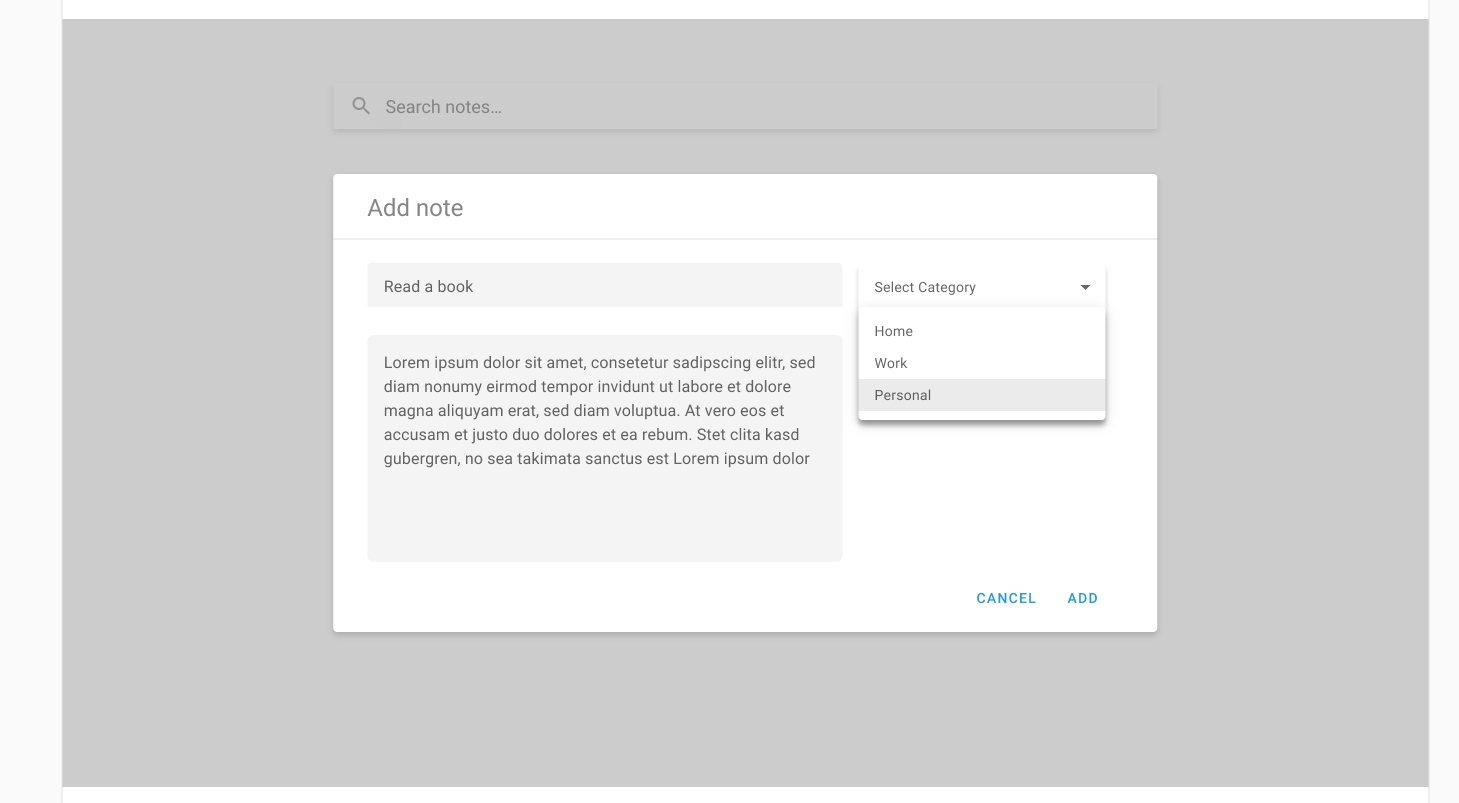 Search notes...
Add note
Read a book
Select Category
Home
Work
Personal
Lorem ipsum dolor sit amet, consetetur sadipscing elitr, sed
diam nonumy eirmod tempor invidunt ut labore et dolore
magna aliquyam erat, sed diam voluptua. At vero eos et
accusam et justo duo dolores et ea rebum. Stet clita kasd
gubergren, no sea takimata sanctus est Lorem ipsum dolor
CANCEL ADD